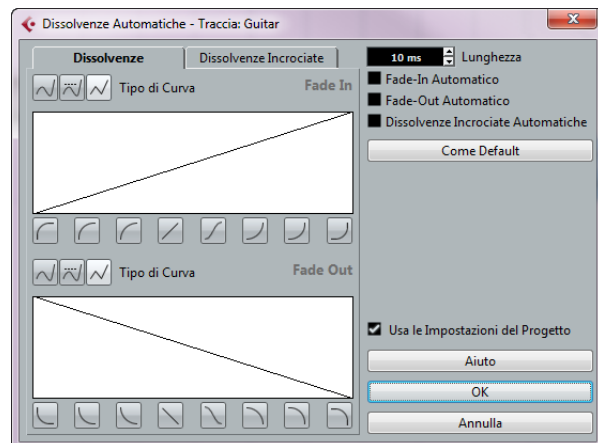 Dissolvenze Automatiche - Traccia: Guitar
Dissolvenze
Dissolvenze Incrociate
Tipo di Curva
Fade In
Tipo di Curva
Fade Out
10 ms
Lunghezza
Fade-In Automatico
Fade-Out Automatico
Dissolvenze Incrociate Automatiche
Come Default
Usa le Impostazioni del Progetto
Aiuto
OK
Annulla